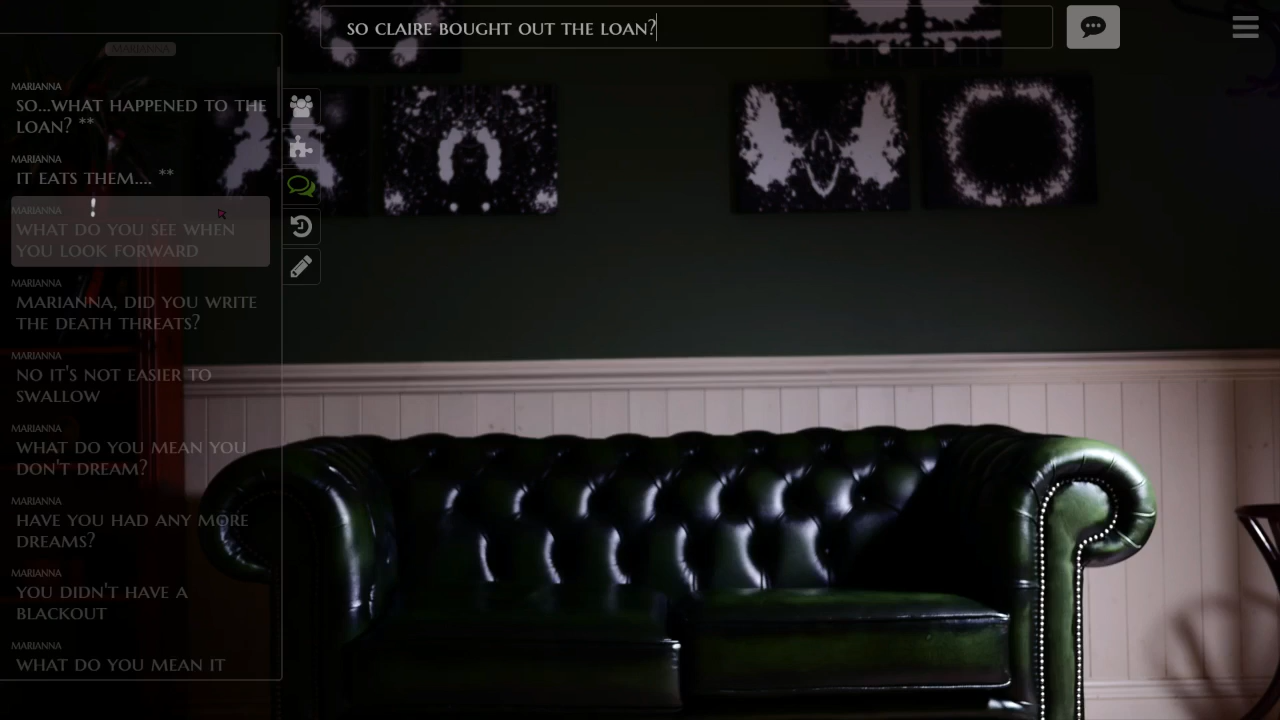 SO CLAIRE BOUGHT OUT THE LOAN?
MARIANNA
MARIANNA
SO...WHAT HAPPENED TO THE
LOAN? **
MARIANNA
IT EATS THEM.... **
MARIANNA
WHAT DO YOU SEE WHEN
YOU LOOK FORWARD
MARIANNA
MARIANNA, DID YOU WRITE
THE DEATH THREATS?
MARIANNA
NO IT'S NOT EASIER TO
SWALLOW
MARIANNA
WHAT DO YOU MEAN YOU
DON'T DREAM?
MARIANNA
HAVE YOU HAD ANY MORE
DREAMS?
MARIANNA
YOU DIDN'T HAVE A
BLACKOUT
MARIANNA
WHAT DO YOU MEAN IT